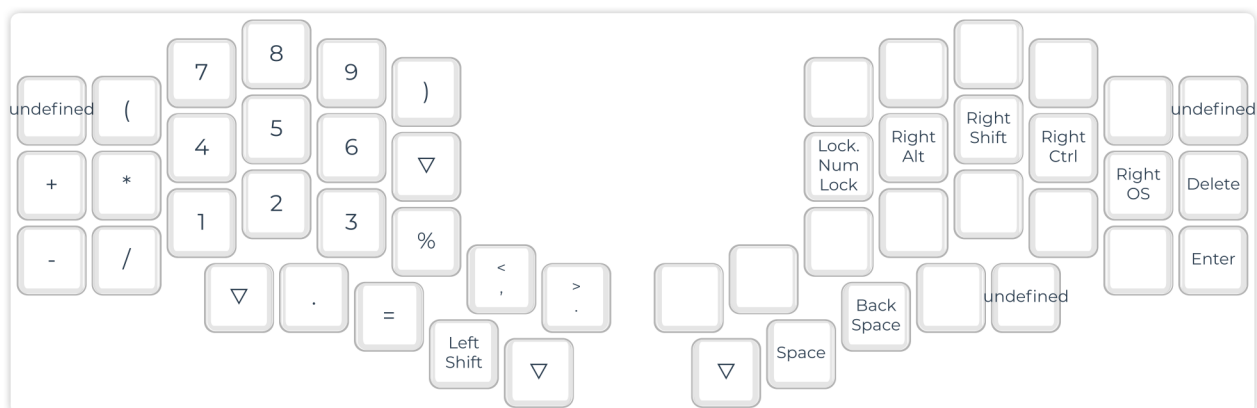 undefined
(
7
8
9
)
+
*
4
5
6
▽
-
/
1
2
3
%
▽
.
=
<
,
>
.
Left
Shift
▽
undefined
Lock.
Num
Lock
Right
Alt
Right
Shift
Right
Ctrl
Right
OS
Delete
Enter
Back
Space
undefined
▽
Space